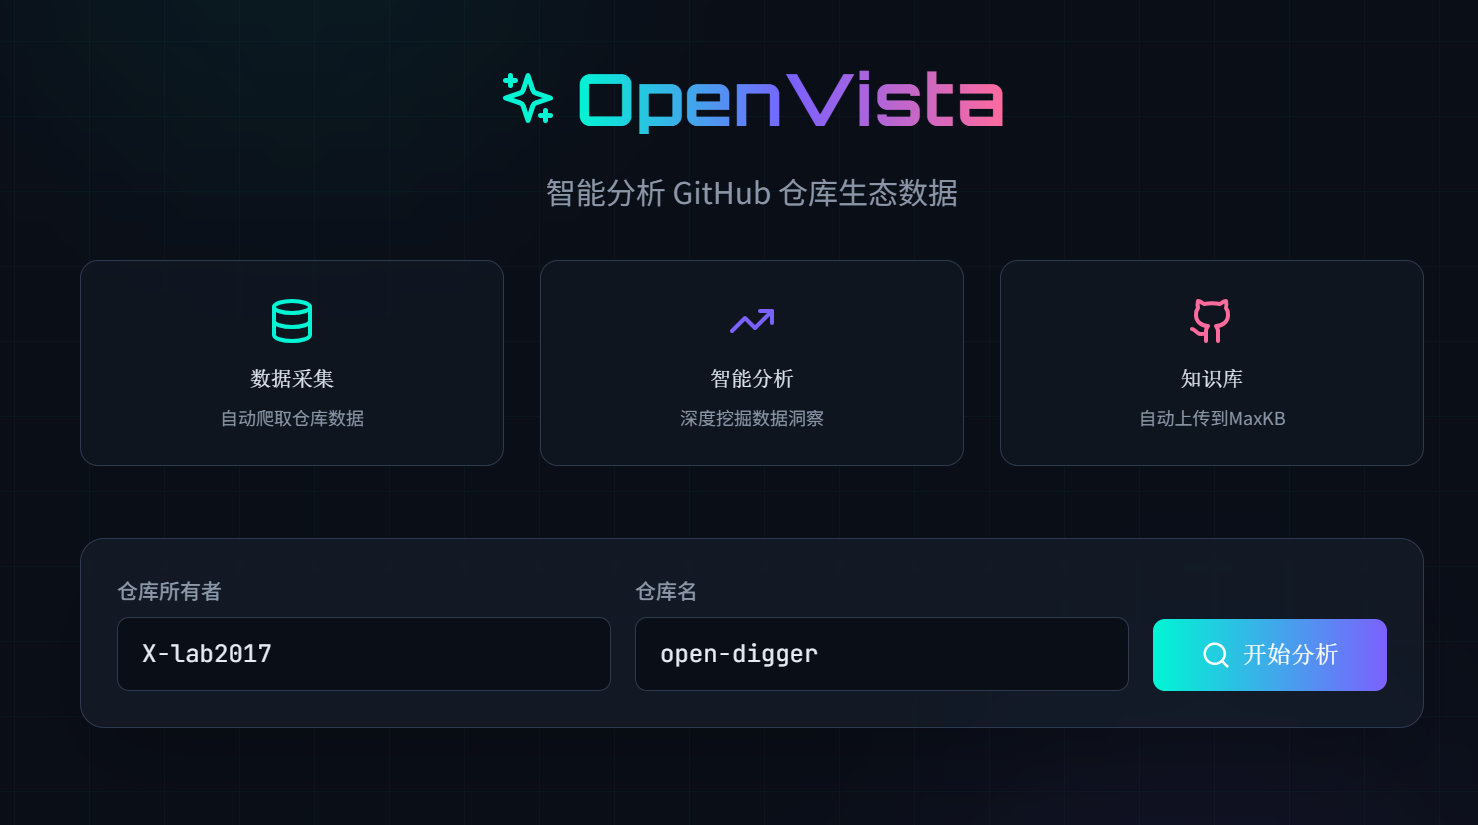 OpenVista
智能分析 GitHub 仓库生态数据
数据采集
自动爬取仓库数据
智能分析
深度挖掘数据洞察
知识库
自动上传到MaxKB
仓库所有者
X-lab2017
仓库名
open-digger
开始分析